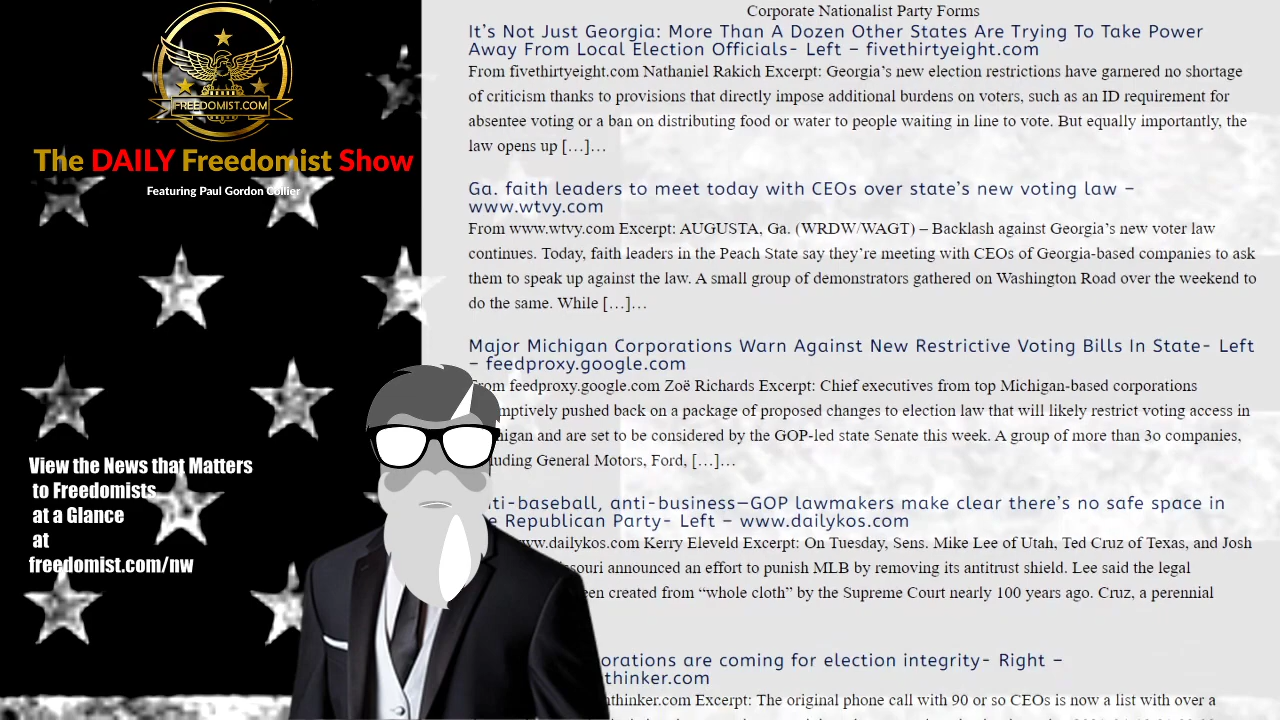 FREEDOMIST.COM
The DAILY Freedomist Show
Featuring Paul Gordon Collier
View the News that Matters
to Freedomists
at a Glance
at
freedomist.com/nw
Corporate Nationalist Party Forms
It’s Not Just Georgia: More Than A Dozen Other States Are Trying To Take Power
Away From Local Election Officials- Left – fivethirtyeight.com
From fivethirtyeight.com Nathaniel Rakich Excerpt: Georgia’s new election restrictions have garnered no shortage
of criticism thanks to provisions that directly impose additional burdens on voters, such as an ID requirement for
absentee voting or a ban on distributing food or water to people waiting in line to vote. But equally importantly, the
law opens up […]…
Ga. faith leaders to meet today with CEOs over state’s new voting law –
www.wtvy.com
From www.wtvy.com Excerpt: AUGUSTA, Ga. (WRDW/WAGT) – Backlash against Georgia’s new voter law
continues. Today, faith leaders in the Peach State say they’re meeting with CEOs of Georgia-based companies to ask
them to speak up against the law. A small group of demonstrators gathered on Washington Road over the weekend to
do the same. While […]…
Major Michigan Corporations Warn Against New Restrictive Voting Bills In State- Left
– feedproxy.google.com
From feedproxy.google.com Zoë Richards Excerpt: Chief executives from top Michigan-based corporations
mptively pushed back on a package of proposed changes to election law that will likely restrict voting access in
igan and are set to be considered by the GOP-led state Senate this week. A group of more than 30 companies,
uding General Motors, Ford, […]…
ti-baseball, anti-business—GOP lawmakers make clear there’s no safe space in
e Republican Party- Left – www.dailykos.com
ww.dailykos.com Kerry Eleveld Excerpt: On Tuesday, Sens. Mike Lee of Utah, Ted Cruz of Texas, and Josh
souri announced an effort to punish MLB by removing its antitrust shield. Lee said the legal
een created from “whole cloth” by the Supreme Court nearly 100 years ago. Cruz, a perennial
orations are coming for election integrity- Right –
thinker.com
nthinker.com Excerpt: The original phone call with 90 or so CEOs is now a list with over a